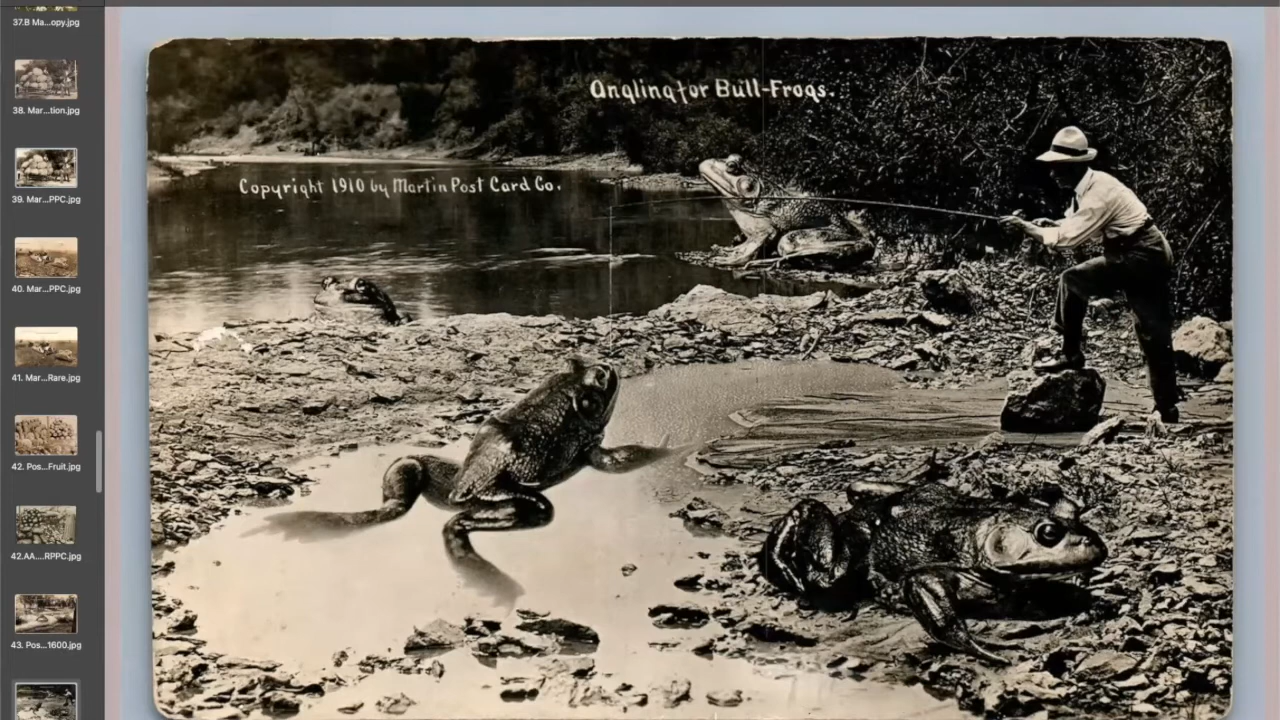 37.B Ma...opy.jpg
38. Mar...tion.jpg
39. Mar...PPC.jpg
40. Mar...PPC.jpg
41. Mar...Rare.jpg
42. Pos...Fruit.jpg
42.AA....RPPC.jpg
43. Pos...1600.jpg
Angling for Bull-Frogs.
Copyright 1910 by Martin Post Card Co.